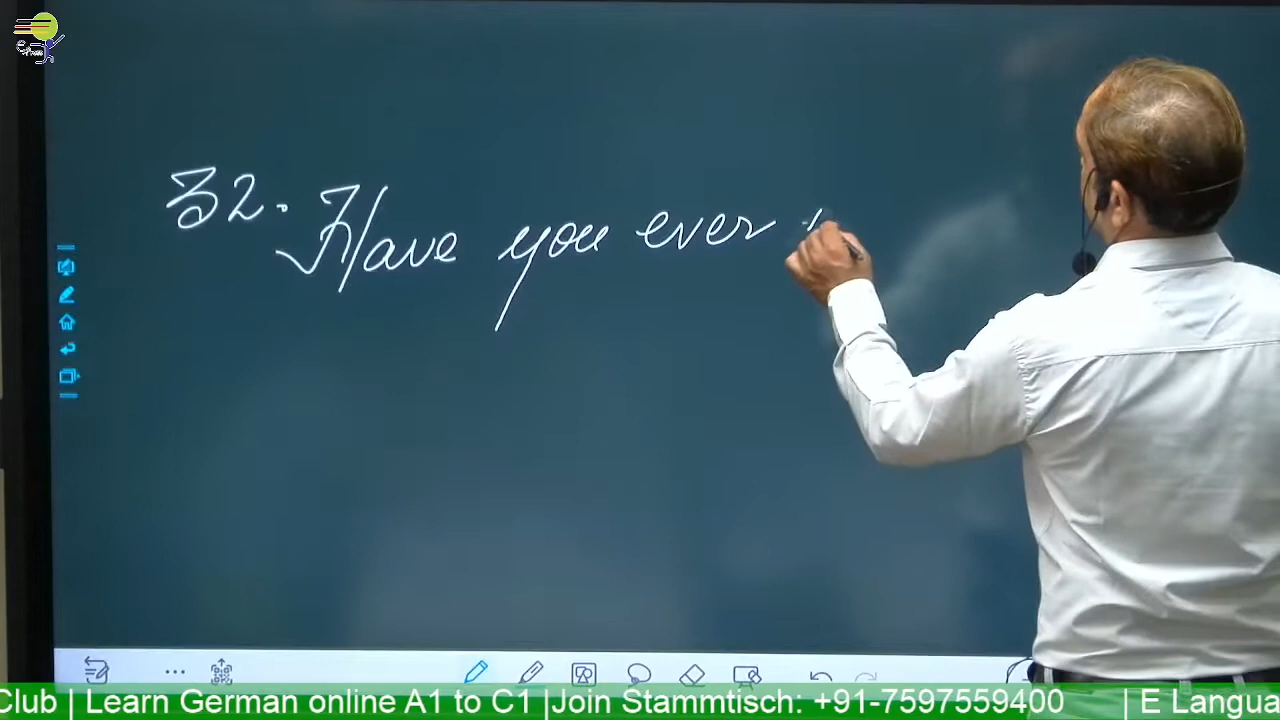 32. Have you ever
Club | Learn German online A1 to C1 |Join Stammtisch: +91-7597559400 | E Langua